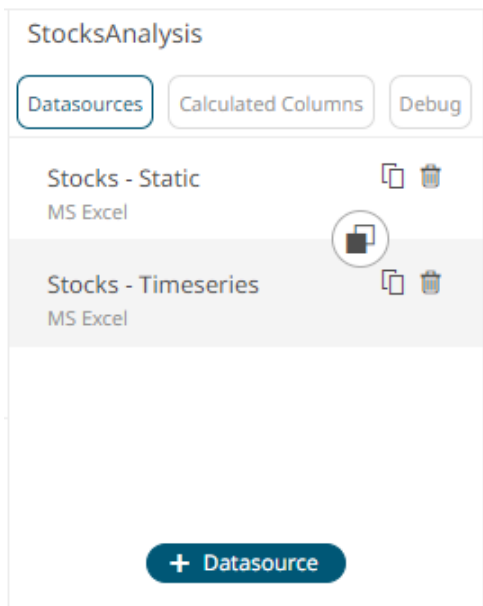 StocksAnalysis
Datasources Calculated Columns Debug
Stocks - Static
MS Excel
Stocks - Timeseries
MS Excel
+ Datasource